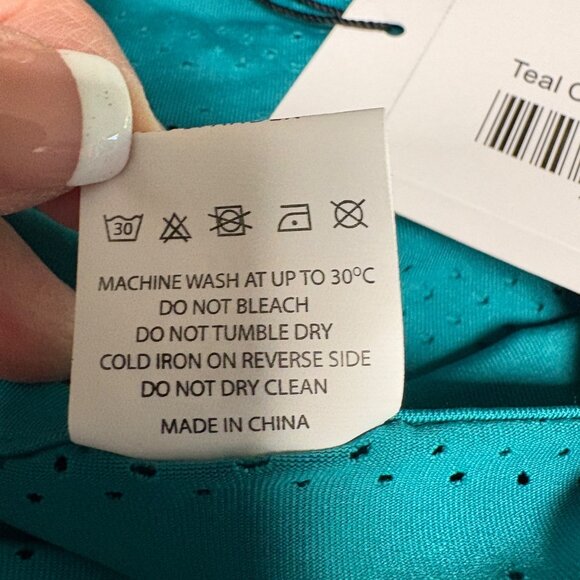 Teal
30
MACHINE WASH AT UP TO 30°C
DO NOT BLEACH
DO NOT TUMBLE DRY
COLD IRON ON REVERSE SIDE
DO NOT DRY CLEAN
MADE IN CHINA